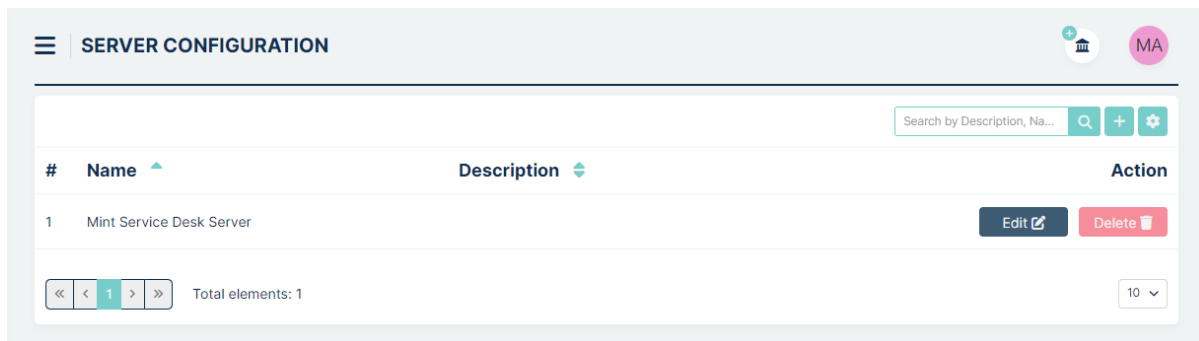 SERVER CONFIGURATION
MA
Search by Description, Na...
# Name Description Action
1 Mint Service Desk Server Edit Delete
« < 1 > » Total elements: 1 10